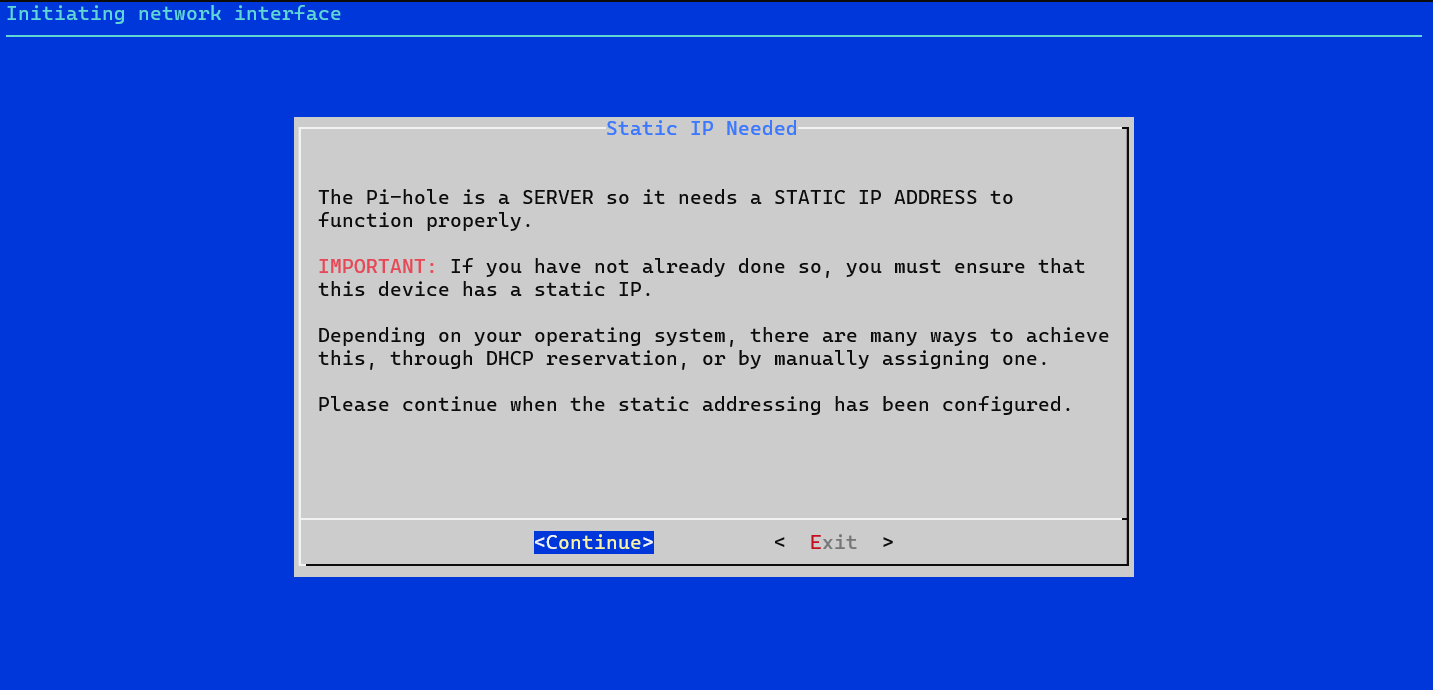 Initiating network interface
Static IP Needed
The Pi-hole is a SERVER so it needs a STATIC IP ADDRESS to
function properly.
IMPORTANT: If you have not already done so, you must ensure that
this device has a static IP.
Depending on your operating system, there are many ways to achieve
this, through DHCP reservation, or by manually assigning one.
Please continue when the static addressing has been configured.
<Continue> < Exit >